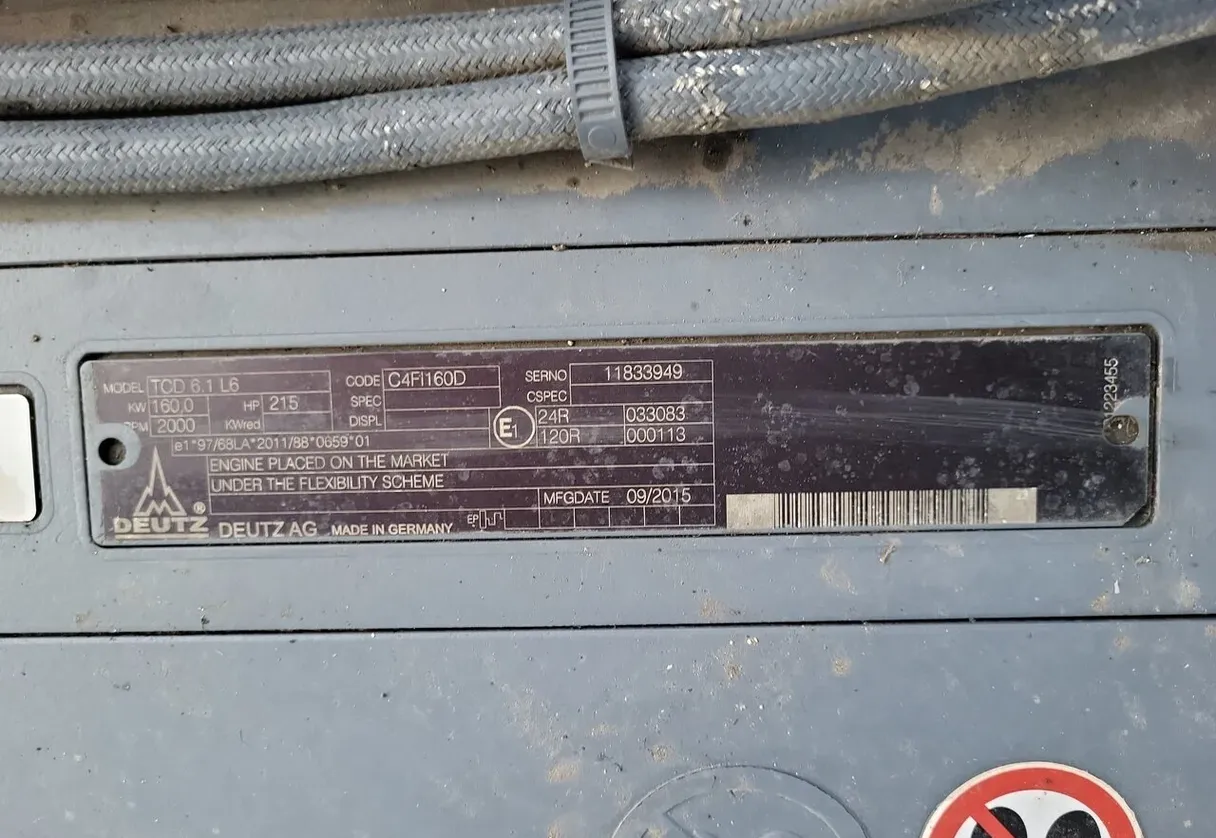 MODEL TCD 6.1 L6 CODE C4Fi160D SERNO 11833949
KW 160,0 HP 215 SPEC CSPEC
RPM 2000 KWred DISPL E1 24R 033083
120R 000113
e1*97/68LA*2011/88*0659*01
ENGINE PLACED ON THE MARKET
UNDER THE FLEXIBILITY SCHEME
MFGDATE 09/2015
DEUTZ ® DEUTZ AG MADE IN GERMANY EP